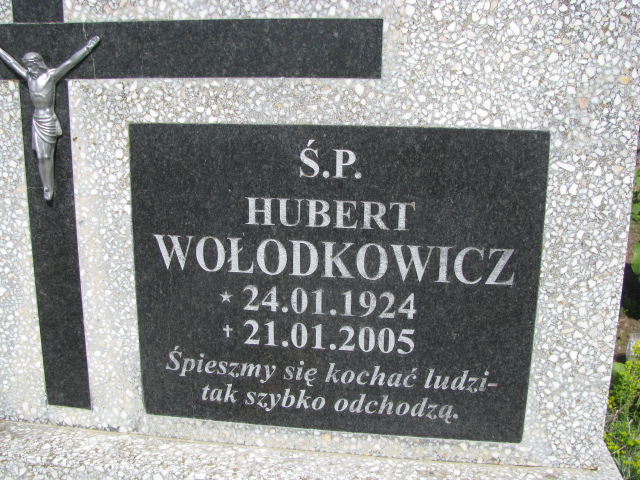 Ś.P.
HUBERT
WOŁODKOWICZ
* 24.01.1924
✝ 21.01.2005
Śpieszmy się kochać ludzi-
tak szybko odchodzą.